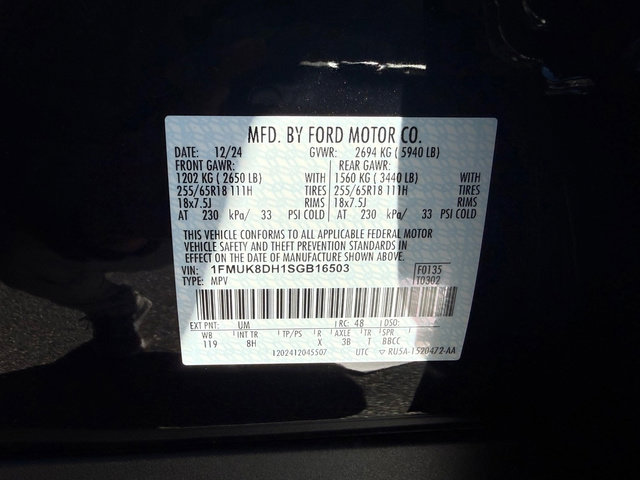 MFD. BY FORD MOTOR CO.
DATE: 12/24 GVWR: 2694 KG ( 5940 LB)
FRONT GAWR: REAR GAWR:
1202 KG ( 2650 LB) WITH 1560 KG ( 3440 LB) WITH
255/65R18 111H TIRES 255/65R18 111H TIRES
18x7.5J RIMS 18x7.5J RIMS
AT 230 kPa/ 33 PSI COLD AT 230 kPa/ 33 PSI COLD
THIS VEHICLE CONFORMS TO ALL APPLICABLE FEDERAL MOTOR
VEHICLE SAFETY AND THEFT PREVENTION STANDARDS IN
EFFECT ON THE DATE OF MANUFACTURE SHOWN ABOVE.
VIN: 1FMUK8DH1SGB16503 F0135
TYPE: MPV T0302
EXT PNT: UM RC: 48 DSO:
WB INT TR TP/PS R AXLE TR SPR
119 8H X 3B T BBCC
1202412045507 UTC ▽ RU5A-1520472-AA